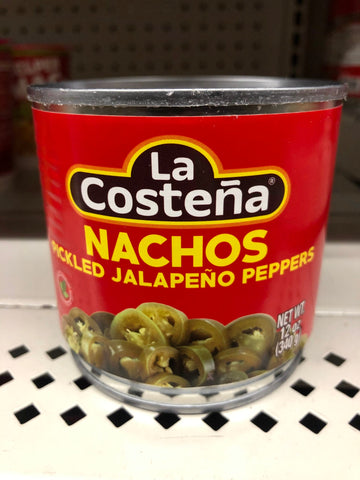 La
Costeña®
NACHOS
PICKLED JALAPEÑO PEPPERS
NET WT.
12 oz
(340 g)